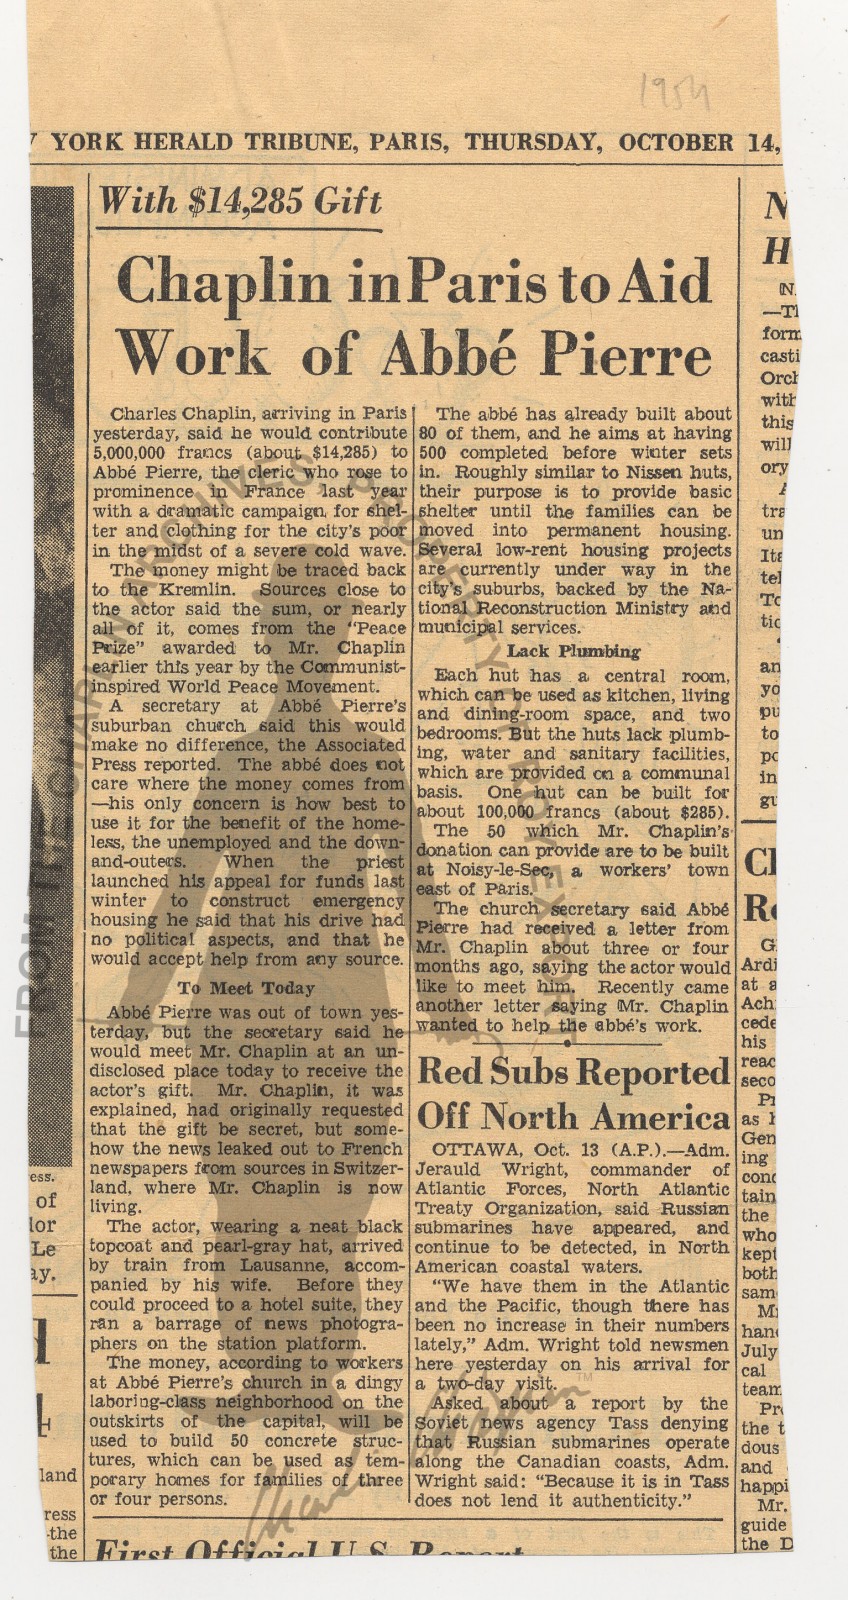 1954
YORK HERALD TRIBUNE, PARIS, THURSDAY, OCTOBER 14,
With $14,285 Gift
Chaplin in Paris to Aid
Work of Abbé Pierre
Charles Chaplin, arriving in Paris
yesterday, said he would contribute
5,000,000 francs (about $14,285) to
Abbé Pierre, the cleric who rose to
prominence in France last year
with a dramatic campaign for shel-
ter and clothing for the city's poor
in the midst of a severe cold wave.
The money might be traced back
to the Kremlin. Sources close to
the actor said the sum, or nearly
all of it, comes from the "Peace
Prize" awarded to Mr. Chaplin
earlier this year by the Communist-
inspired World Peace Movement.
A secretary at Abbé Pierre's
suburban church said this would
make no difference, the Associated
Press reported. The abbé does not
care where the money comes from
—his only concern is how best to
use it for the benefit of the home-
less, the unemployed and the down-
and-outers. When the priest
launched his appeal for funds last
winter to construct emergency
housing he said that his drive had
no political aspects, and that he
would accept help from any source.
To Meet Today
Abbé Pierre was out of town yes-
terday, but the secretary said he
would meet Mr. Chaplin at an un-
disclosed place today to receive the
actor's gift. Mr. Chaplin, it was
explained, had originally requested
that the gift be secret, but some-
how the news leaked out to French
newspapers from sources in Switzer-
land, where Mr. Chaplin is now
living.
The actor, wearing a neat black
topcoat and pearl-gray hat, arrived
by train from Lausanne, accom-
panied by his wife. Before they
could proceed to a hotel suite, they
ran a barrage of news photogra-
phers on the station platform.
The money, according to workers
at Abbé Pierre's church in a dingy
laboring-class neighborhood on the
outskirts of the capital, will be
used to build 50 concrete struc-
tures, which can be used as tem-
porary homes for families of three
or four persons.
The abbé has already built about
80 of them, and he aims at having
500 completed before winter sets
in. Roughly similar to Nissen huts,
their purpose is to provide basic
shelter until the families can be
moved into permanent housing.
Several low-rent housing projects
are currently under way in the
city's suburbs, backed by the Na-
tional Reconstruction Ministry and
municipal services.
Lack Plumbing
Each hut has a central room,
which can be used as kitchen, living
and dining-room space, and two
bedrooms. But the huts lack plumb-
ing, water and sanitary facilities,
which are provided on a communal
basis. One hut can be built for
about 100,000 francs (about $285).
The 50 which Mr. Chaplin's
donation can provide are to be built
at Noisy-le-Sec, a workers' town
east of Paris.
The church secretary said Abbé
Pierre had received a letter from
Mr. Chaplin about three or four
months ago, saying the actor would
like to meet him. Recently came
another letter saying Mr. Chaplin
wanted to help the abbé's work.
Red Subs Reported
Off North America
OTTAWA, Oct. 13 (A.P.).—Adm.
Jerauld Wright, commander of
Atlantic Forces, North Atlantic
Treaty Organization, said Russian
submarines have appeared, and
continue to be detected, in North
American coastal waters.
"We have them in the Atlantic
and the Pacific, though there has
been no increase in their numbers
lately," Adm. Wright told newsmen
here yesterday on his arrival for
a two-day visit.
Asked about a report by the
Soviet news agency Tass denying
that Russian submarines operate
along the Canadian coasts, Adm.
Wright said: "Because it is in Tass
does not lend it authenticity."
First Official U.S. Report
FROM THE CHAPLIN ARCHIVES, PROPERTY OF ROY EXPORT
Charlie Chaplin
TM